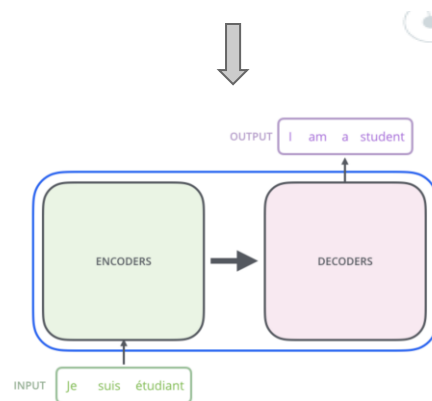 OUTPUT I am a student
ENCODERS DECODERS
INPUT Je suis étudiant